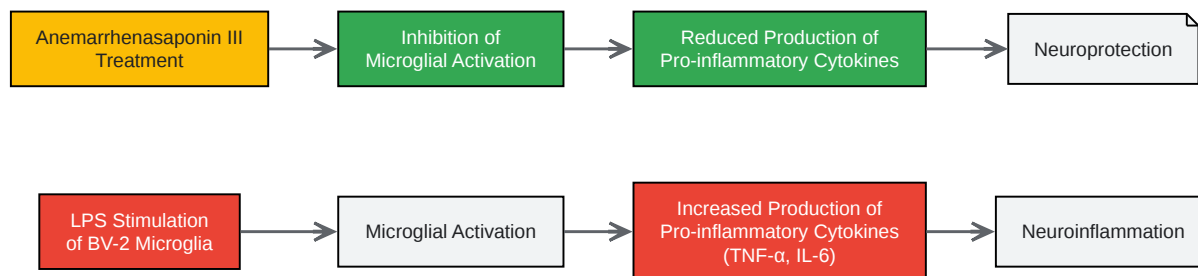 Anemarrhenasaponin III
Treatment
Inhibition of
Microglial Activation
Reduced Production of
Pro-inflammatory Cytokines
Neuroprotection
LPS Stimulation
of BV-2 Microglia
Microglial Activation
Increased Production of
Pro-inflammatory Cytokines
(TNF-α, IL-6)
Neuroinflammation